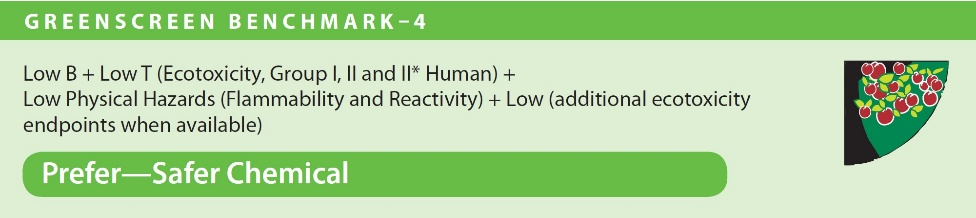 GREENSCREEN BENCHMARK–4
Low B + Low T (Ecotoxicity, Group I, II and II* Human) +
Low Physical Hazards (Flammability and Reactivity) + Low (additional ecotoxicity
endpoints when available)
Prefer—Safer Chemical